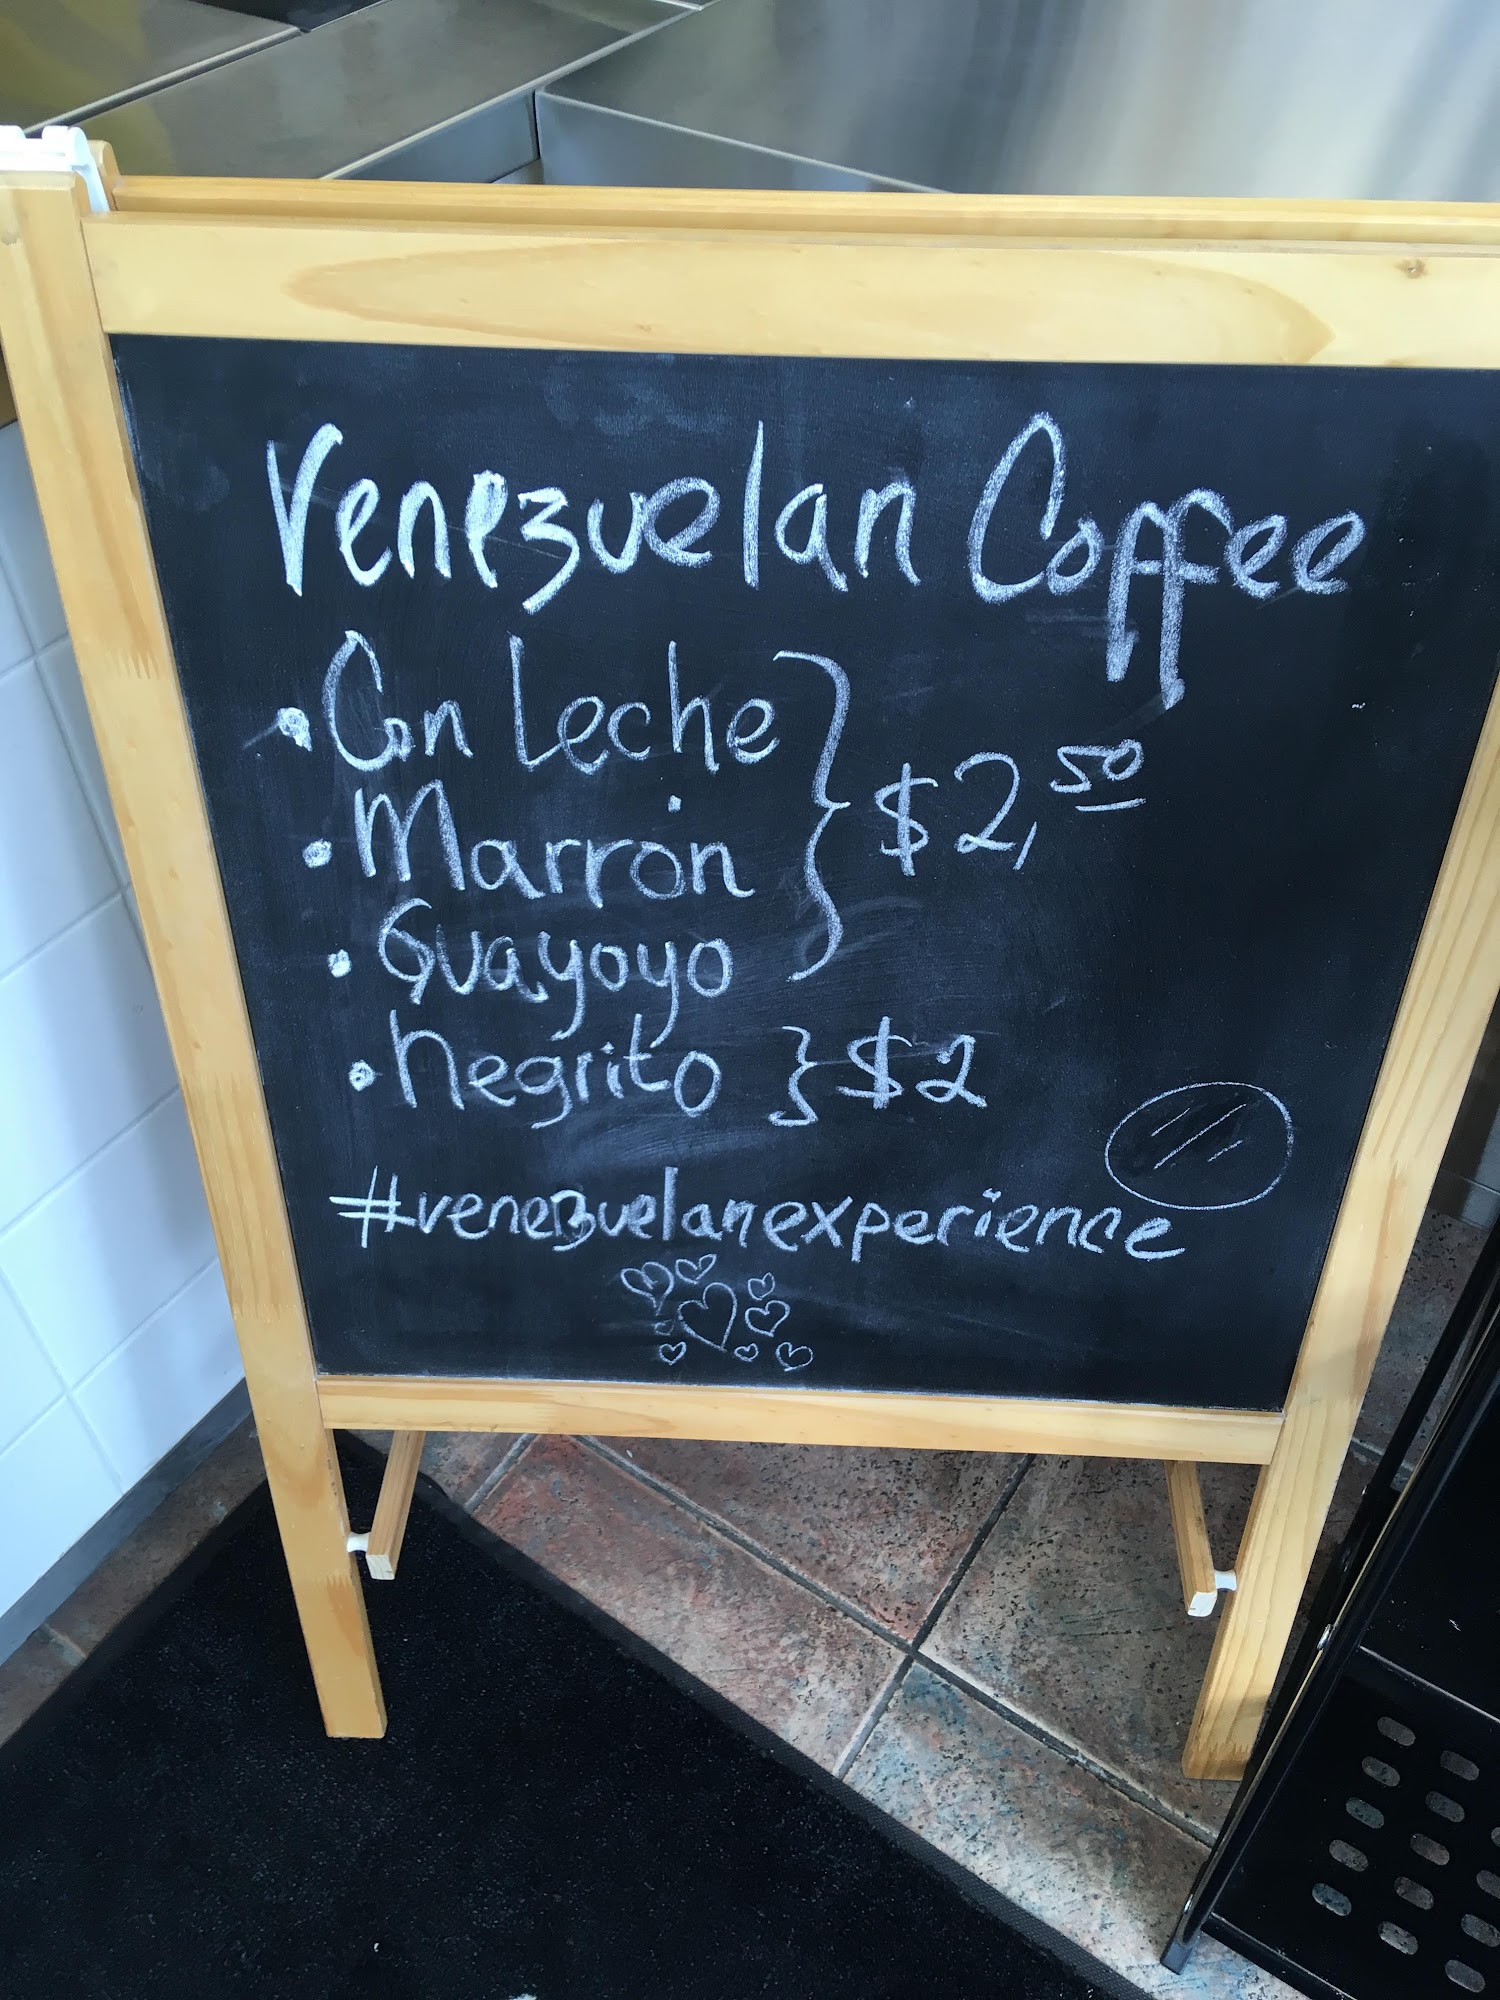 Venezuelan Coffee
• Con Leche
• Marrón
• Guayoyo
$2,50
• negrito } $2
#venezuelanexperience